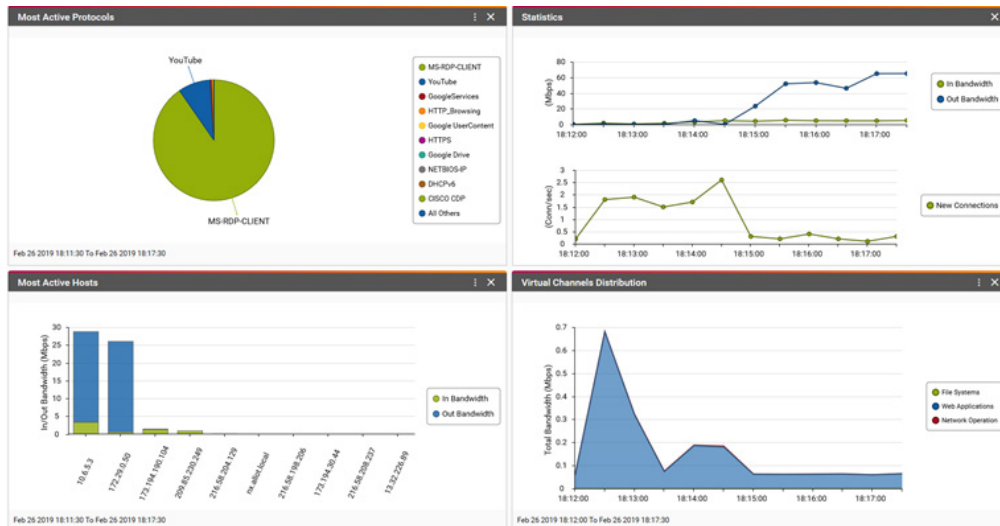 Most Active Protocols
YouTube
MS-RDP-CLIENT
MS-RDP-CLIENT
YouTube
GoogleServices
HTTP_Browsing
Google UserContent
HTTPS
Google Drive
NETBIOS-IP
DHCPv6
CISCO CDP
All Others
Feb 26 2019 18:11:30 To Feb 26 2019 18:17:30
Statistics
(Mbps)
80
60
40
20
0
18:12:00 18:13:00 18:14:00 18:15:00 18:16:00 18:17:00
In Bandwidth
Out Bandwidth
(Conn/sec)
3
2.5
2
1.5
1
0.5
0
18:12:00 18:13:00 18:14:00 18:15:00 18:16:00 18:17:00
New Connections
Most Active Hosts
In/Out Bandwidth (Mbps)
30
25
20
15
10
5
0
10.6.5.3
172.29.0.50
173.194.190.104
209.85.230.249
216.58.204.129
nx.allot.local
216.58.198.206
173.194.30.44
216.58.208.237
13.32.226.89
In Bandwidth
Out Bandwidth
Feb 26 2019 18:11:30 To Feb 26 2019 18:17:30
Virtual Channels Distribution
Total Bandwidth (Mbps)
0.7
0.6
0.5
0.4
0.3
0.2
0.1
0
18:12:00 18:13:00 18:14:00 18:15:00 18:16:00 18:17:00
File Systems
Web Applications
Network Operation
Feb 26 2019 18:12:00 To Feb 26 2019 18:17:30